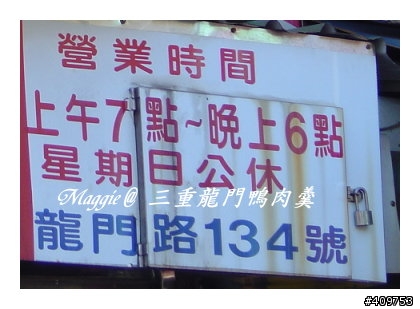 營業時間
上午7點~晚上6點
星期日公休
Maggie@ 三重龍門鴨肉羹
龍門路134號
#409753